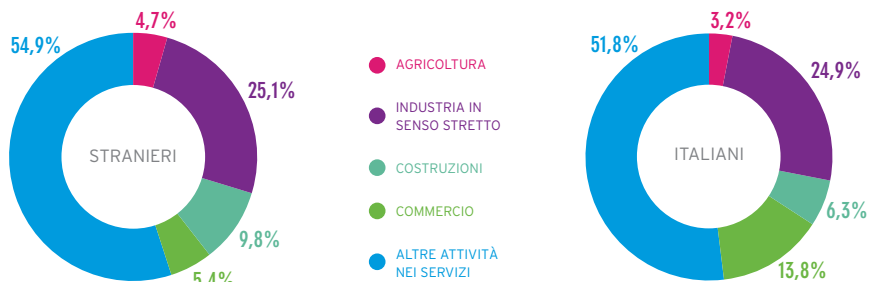 4,7%
54,9%
25,1%
STRANIERI
9,8%
5,4%
AGRICOLTURA
INDUSTRIA IN
SENSO STRETTO
COSTRUZIONI
COMMERCIO
ALTRE ATTIVITÀ
NEI SERVIZI
3,2%
51,8%
24,9%
ITALIANI
6,3%
13,8%